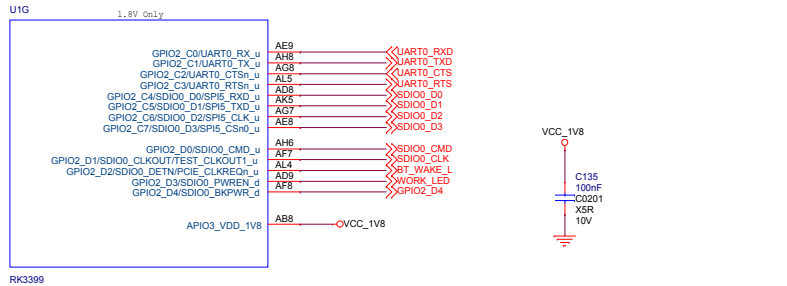 U1G
1.8V Only
GPIO2_C0/UART0_RX_u AE9 UART0_RXD
GPIO2_C1/UART0_TX_u AH8 UART0_TXD
GPIO2_C2/UART0_CTSn_u AG8 UART0_CTS
GPIO2_C3/UART0_RTSn_u AL5 UART0_RTS
GPIO2_C4/SDIO0_D0/SPI5_RXD_u AD8 SDIO0_D0
GPIO2_C5/SDIO0_D1/SPI5_TXD_u AK5 SDIO0_D1
GPIO2_C6/SDIO0_D2/SPI5_CLK_u AG7 SDIO0_D2
GPIO2_C7/SDIO0_D3/SPI5_CSn0_u AE8 SDIO0_D3
GPIO2_D0/SDIO0_CMD_u AH6 SDIO0_CMD
GPIO2_D1/SDIO0_CLKOUT/TEST_CLKOUT1_u AF7 SDIO0_CLK
GPIO2_D2/SDIO0_DETN/PCIE_CLKREQn_u AL4 BT_WAKE_L
GPIO2_D3/SDIO0_PWREN_d AD9 WORK_LED
GPIO2_D4/SDIO0_BKPWR_d AF8 GPIO2_D4
APIO3_VDD_1V8 AB8 VCC_1V8
RK3399
VCC_1V8
C135
100nF
C0201
X5R
10V